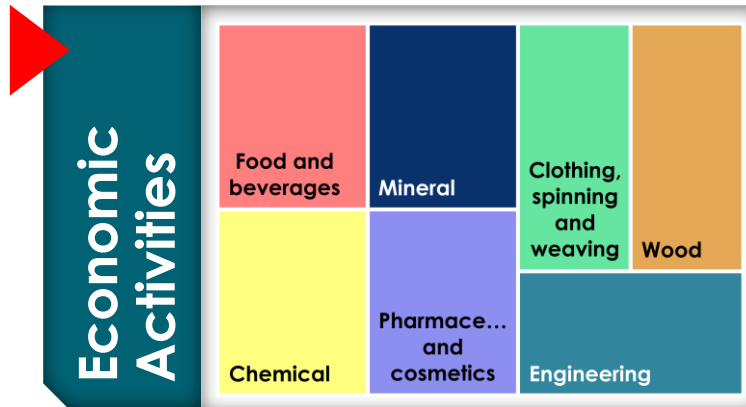 Economic
Activities
Food and
beverages
Mineral
Clothing,
spinning
and
weaving
Wood
Chemical
Pharmace…
and
cosmetics
Engineering